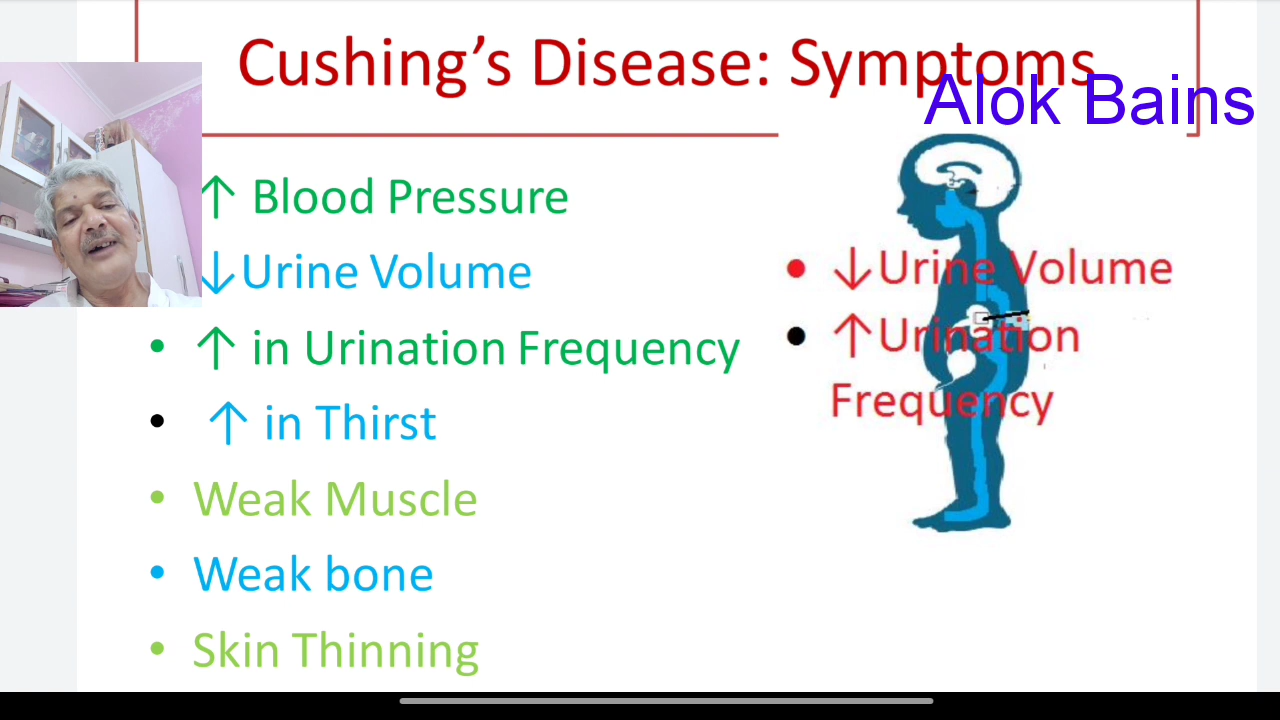 Cushing's Disease: Symptoms
Alok Bains
↑ Blood Pressure
↓Urine Volume
• ↑ in Urination Frequency
• ↑ in Thirst
• Weak Muscle
• Weak bone
• Skin Thinning
• ↓Urine Volume
• ↑Urination
Frequency